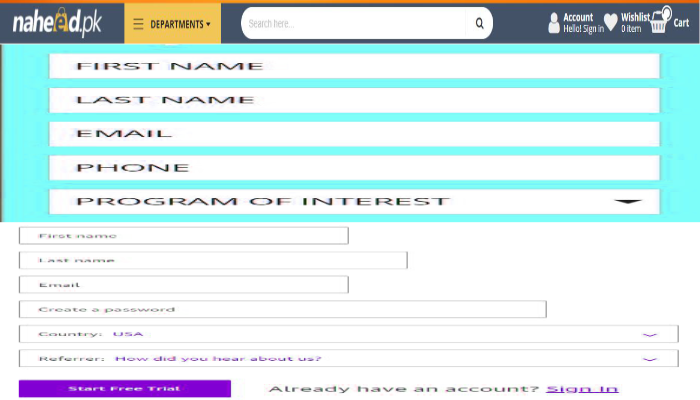 naheed.pk
DEPARTMENTS
Search here...
Account
Hello! Sign in
Wishlist
0 item
0
Cart
FIRST NAME
LAST NAME
EMAIL
PHONE
PROGRAM OF INTEREST
First name
Last name
Email
Create a password
Country: USA
Referrer: How did you hear about us?
Start Free Trial
Already have an account? Sign In